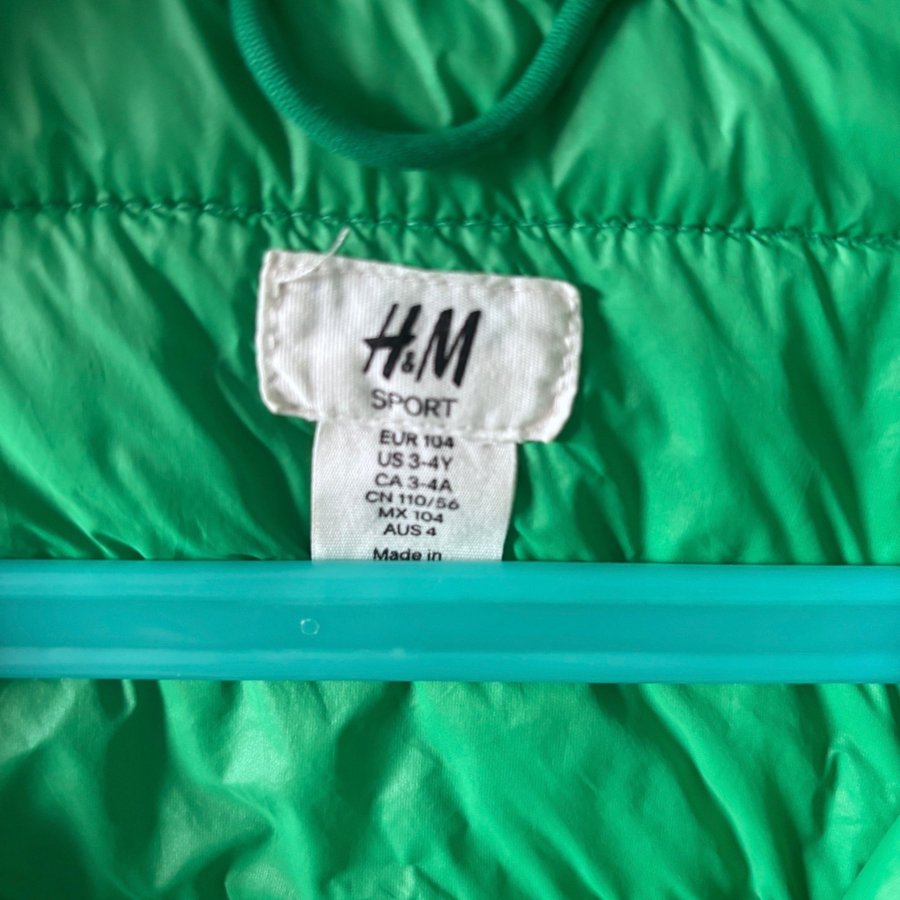 H&M
SPORT
EUR 104
US 3-4Y
CA 3-4A
CN 110/56
MX 104
AUS 4
Made in